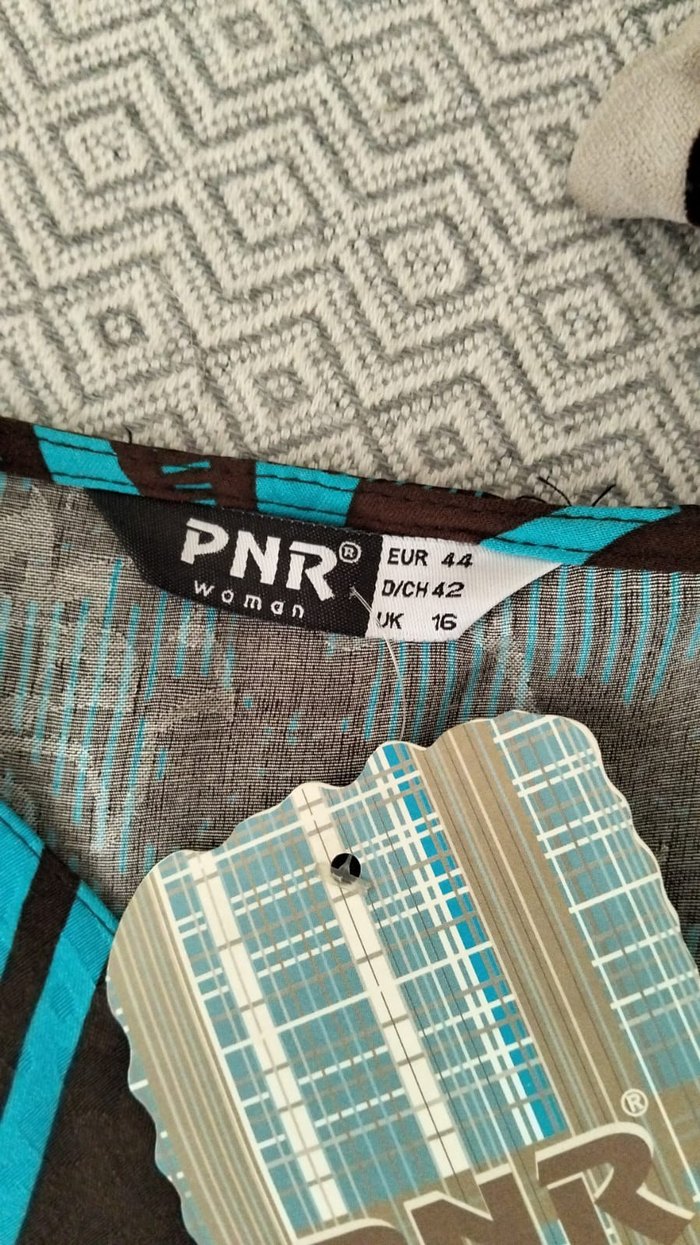 PNR®
woman
EUR 44
D/CH 42
UK 16
®
PNR